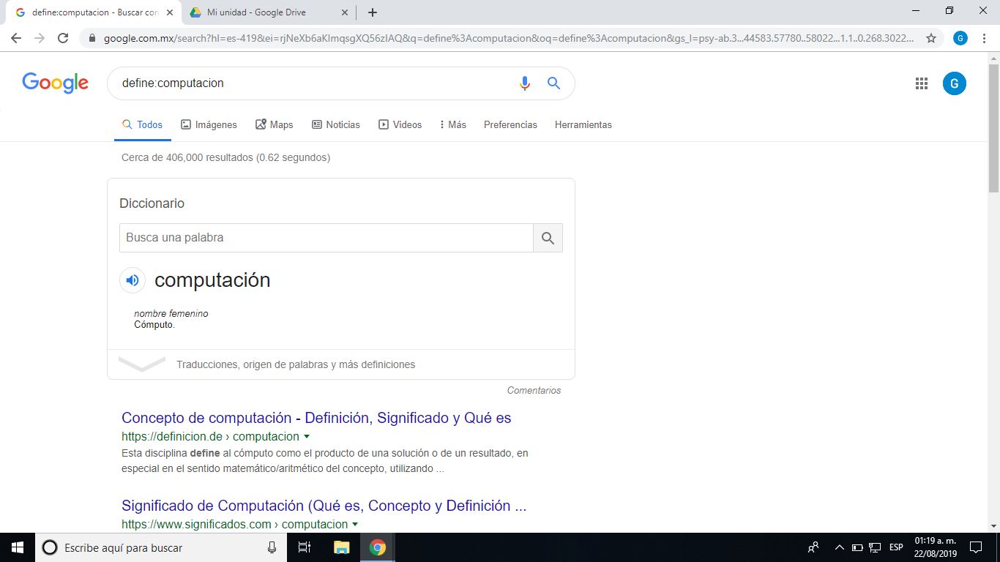 define:computacion - Buscar con
Mi unidad - Google Drive
google.com.mx/search?hl=es-419&ei=rjNeXb6aKImqsgXQ56zIAQ&q=define%3Acomputacion&oq=define%3Acomputacion&gs_l=psy-ab.3...44583.57780..58022...1.1..0.268.3022...
G
Google
define:computacion
G
Todos
Imágenes
Maps
Noticias
Videos
Más
Preferencias
Herramientas
Cerca de 406,000 resultados (0.62 segundos)
Diccionario
Busca una palabra
computación
nombre femenino
Cómputo.
Traducciones, origen de palabras y más definiciones
Comentarios
Concepto de computación - Definición, Significado y Qué es
https://definicion.de › computacion
Esta disciplina define al cómputo como el producto de una solución o de un resultado, en
especial en el sentido matemático/aritmético del concepto, utilizando ...
Significado de Computación (Qué es, Concepto y Definición ...
https://www.significados.com › computacion
Escribe aquí para buscar
ESP
01:19 a. m.
22/08/2019